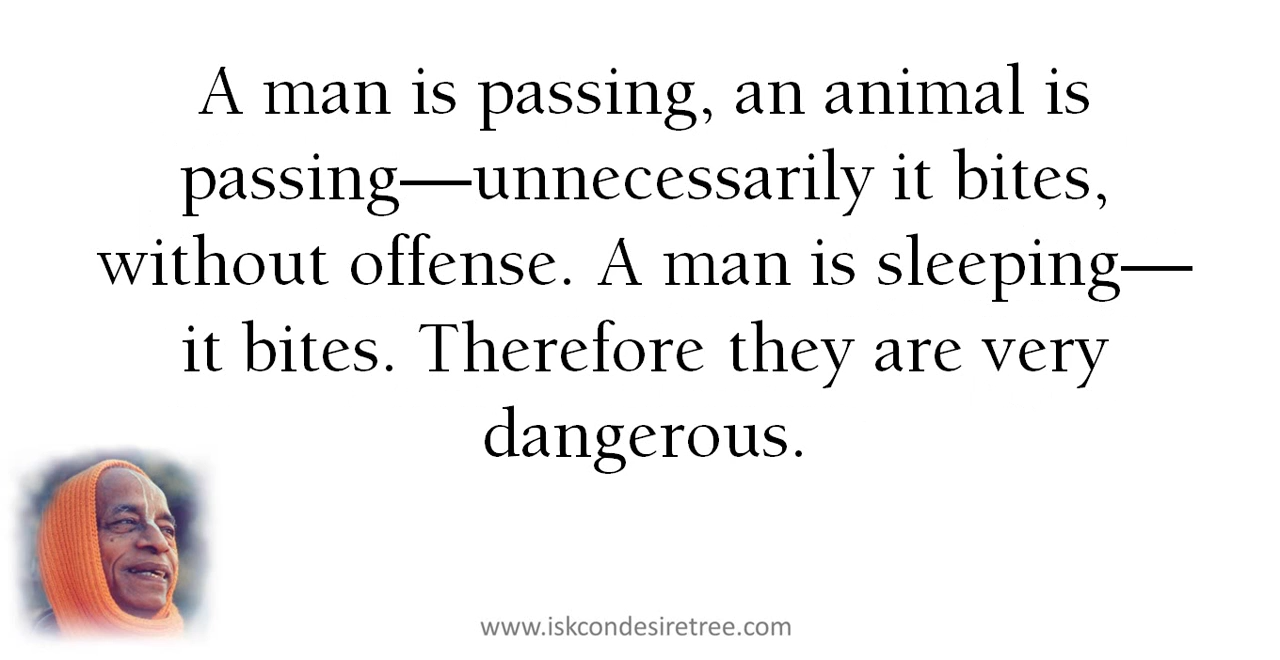 A man is passing, an animal is
passing—unnecessarily it bites,
without offense. A man is sleeping—
it bites. Therefore they are very
dangerous.
www.iskcondesiretree.com